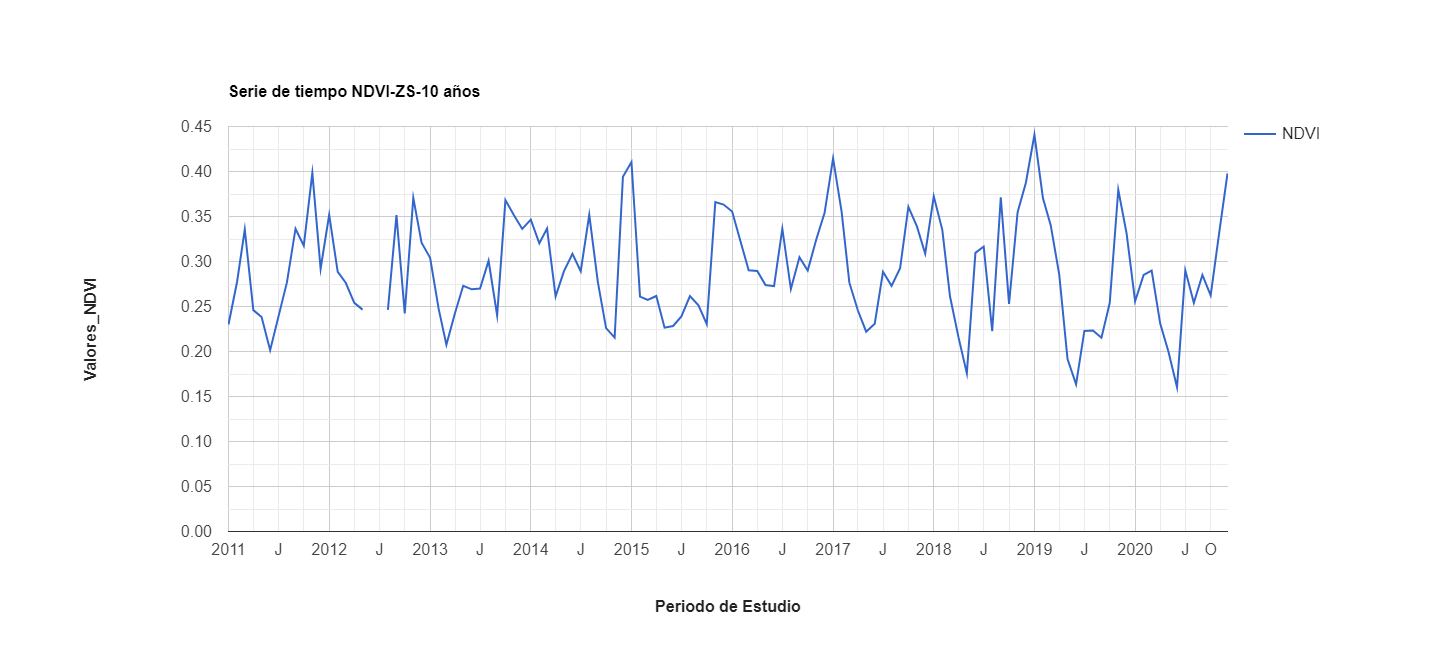 Serie de tiempo NDVI-ZS-10 años
NDVI
0.45
0.40
0.35
0.30
0.25
0.20
0.15
0.10
0.05
0.00
Valores_NDVI
2011 J 2012 J 2013 J 2014 J 2015 J 2016 J 2017 J 2018 J 2019 J 2020 J O
Periodo de Estudio